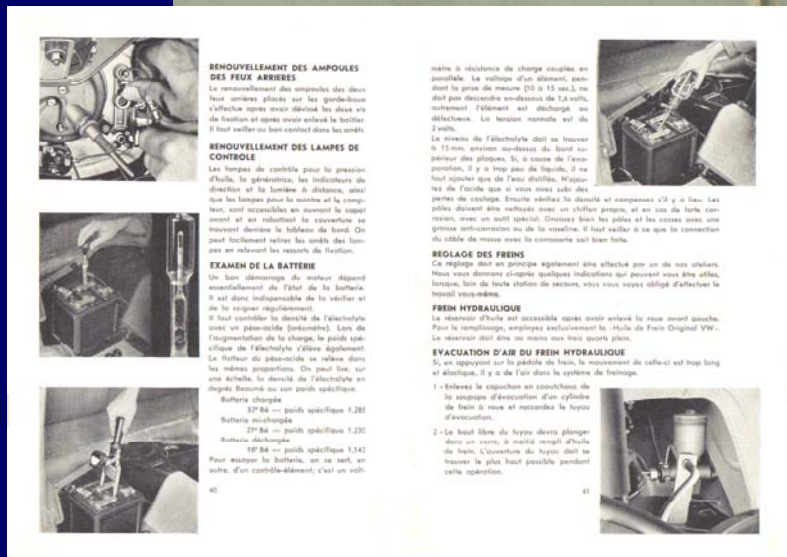 RENOUVELLEMENT DES AMPOULES
DES FEUX ARRIERES
Le renouvellement des ampoules des deux
feux arrières placés sur les garde-boue
s'effectue après avoir dévissé les deux vis
de fixation et après avoir enlevé le boîtier.
Il faut veiller au bon contact dans les arrêts.
RENOUVELLEMENT DES LAMPES DE
CONTROLE
Les lampes de contrôle pour la pression
d'huile, la génératrice, les indicateurs de
direction et la lumière à distance, ainsi
que les lampes pour la montre et le comp-
teur, sont accessibles en ouvrant le capot
avant et en rabattant la couverture se
trouvant derrière le tableau de bord. On
peut facilement retirer les arrêts des lam-
pes en relevant les ressorts de fixation.
EXAMEN DE LA BATTERIE
Un bon démarrage du moteur dépend
essentiellement de l'état de la batterie.
Il est donc indispensable de la vérifier et
de la soigner régulièrement.
Il faut contrôler la densité de l'électrolyte
avec un pèse-acide (aréomètre). Lors de
l'augmentation de la charge, le poids spé-
cifique de l'électrolyte s'élève également.
Le flotteur du pèse-acide se relève dans
les mêmes proportions. On peut lire, sur
une échelle, la densité de l'électrolyte en
degrés Beaumé ou son poids spécifique.
Batterie chargée
32° Bé — poids spécifique 1,285
Batterie mi-chargée
27° Bé — poids spécifique 1,230
Batterie déchargée
18° Bé — poids spécifique 1,142
Pour essayer la batterie, on se sert, en
outre, d'un contrôle-élément; c'est un volt-
40
mètre à résistance de charge couplée en
parallèle. Le voltage d'un élément, pen-
dant la prise de mesure (10 à 15 sec.), ne
doit pas descendre en-dessous de 1,6 volts,
autrement l'élément est déchargé ou
défectueux. La tension normale est de
2 volts.
Le niveau de l'électrolyte doit se trouver
à 15 mm. environ au-dessus du bord su-
périeur des plaques. Si, à cause de l'éva-
poration, il y a trop peu de liquide, il ne
faut ajouter que de l'eau distillée. N'ajou-
tez de l'acide que si vous avez subi des
pertes de coulage. Ensuite vérifiez la densité et compensez s'il y a lieu. Les
pôles doivent être nettoyés avec un chiffon propre, et en cas de forte cor-
rosion, avec un outil spécial. Graissez bien les pôles et les cosses avec une
graisse anti-corrosion ou de la vaseline. Il faut veiller à ce que la connection
du câble de masse avec la carrosserie soit bien faite.
REGLAGE DES FREINS
Ce réglage doit en principe également être effectué par un de nos ateliers.
Nous vous donnons ci-après quelques indications qui peuvent vous être utiles,
lorsque, loin de toute station de secours, vous vous voyez obligé d'effectuer le
travail vous-même.
FREIN HYDRAULIQUE
Le réservoir d'huile est accessible après avoir enlevé la roue avant gauche.
Pour le remplissage, employez exclusivement la «Huile de Frein Original VW».
Le réservoir doit être au moins aux trois quarts plein.
EVACUATION D'AIR DU FREIN HYDRAULIQUE
Si, en appuyant sur la pédale de frein, le mouvement de celle-ci est trop long
et élastique, il y a de l'air dans le système de freinage.
1 - Enlevez le capuchon en caoutchouc de
la soupape d'évacuation d'un cylindre
de frein à roue et raccordez le tuyau
d'évacuation.
2 - Le bout libre du tuyau devra plonger
dans un verre, à moitié rempli d'huile
de frein. L'ouverture du tuyau doit se
trouver le plus haut possible pendant
cette opération.
41